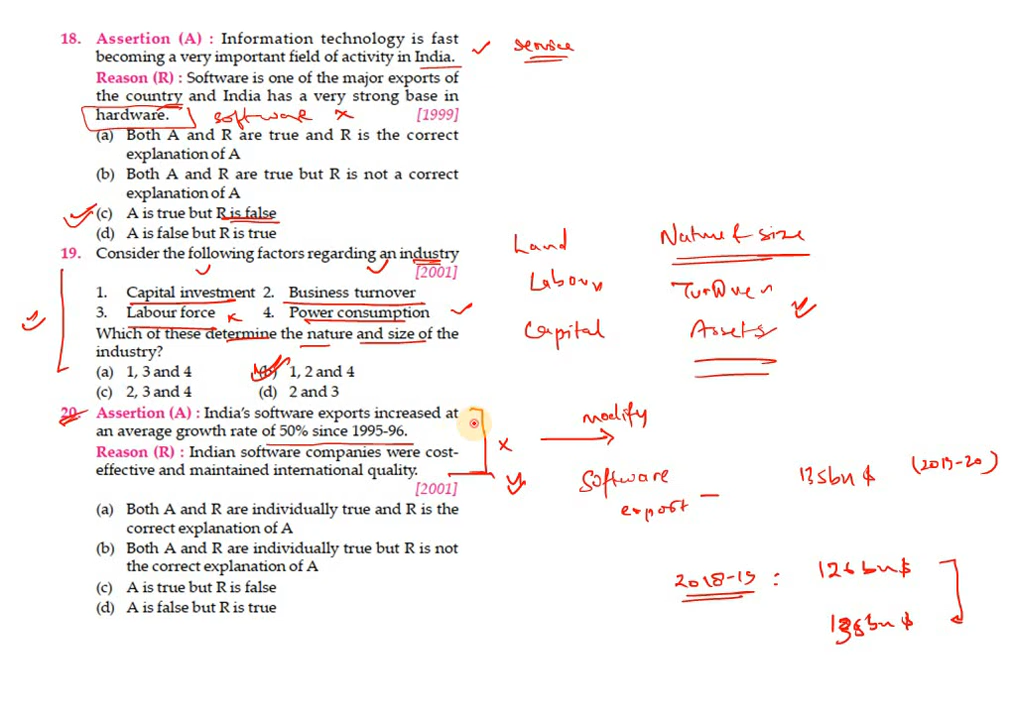 18. Assertion (A) : Information technology is fast
becoming a very important field of activity in India.
service
Reason (R) : Software is one of the major exports of
the country and India has a very strong base in
hardware. software x [1999]
(a) Both A and R are true and R is the correct
explanation of A
(b) Both A and R are true but R is not a correct
explanation of A
(c) A is true but R is false
(d) A is false but R is true
19. Consider the following factors regarding an industry
[2001]
1. Capital investment 2. Business turnover
3. Labour force x 4. Power consumption
Which of these determine the nature and size of the
industry?
(a) 1, 3 and 4 (b) 1, 2 and 4
(c) 2, 3 and 4 (d) 2 and 3
Land Nature & size
Labour Turnover
Capital Assets
20. Assertion (A) : India's software exports increased at
an average growth rate of 50% since 1995-96.
Reason (R) : Indian software companies were cost-
effective and maintained international quality.
[2001]
x modify
Software 135bn $ (2019-20)
export –
(a) Both A and R are individually true and R is the
correct explanation of A
(b) Both A and R are individually true but R is not
the correct explanation of A
(c) A is true but R is false
(d) A is false but R is true
2018-19 : 126bn $